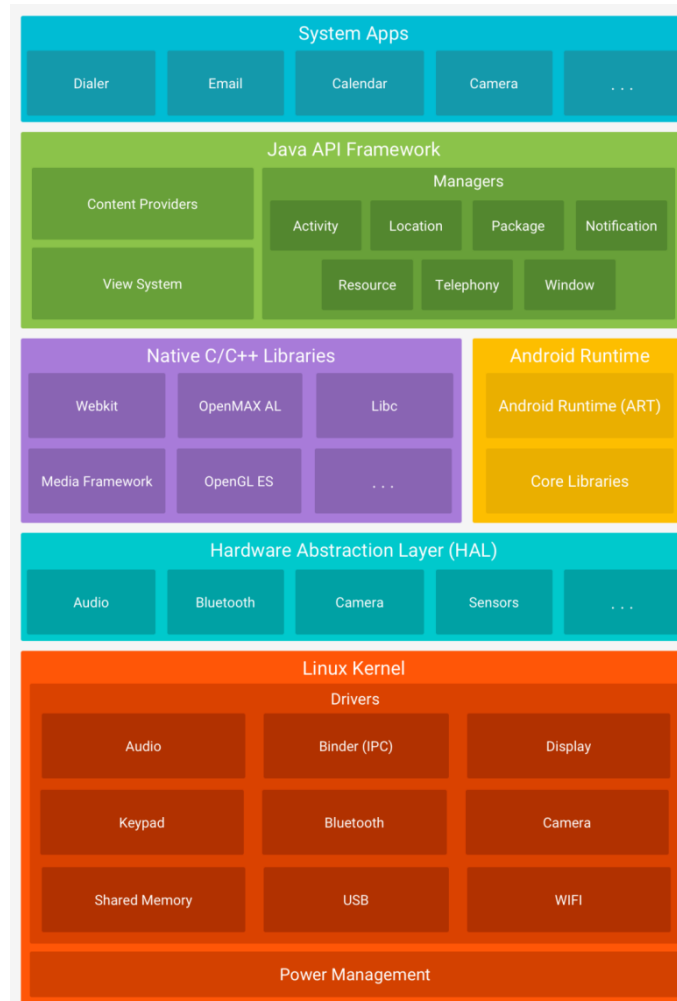 System Apps
Dialer
Email
Calendar
Camera
. . .
Java API Framework
Content Providers
View System
Managers
Activity
Location
Package
Notification
Resource
Telephony
Window
Native C/C++ Libraries
Webkit
OpenMAX AL
Libc
Media Framework
OpenGL ES
. . .
Android Runtime
Android Runtime (ART)
Core Libraries
Hardware Abstraction Layer (HAL)
Audio
Bluetooth
Camera
Sensors
. . .
Linux Kernel
Drivers
Audio
Binder (IPC)
Display
Keypad
Bluetooth
Camera
Shared Memory
USB
WIFI
Power Management